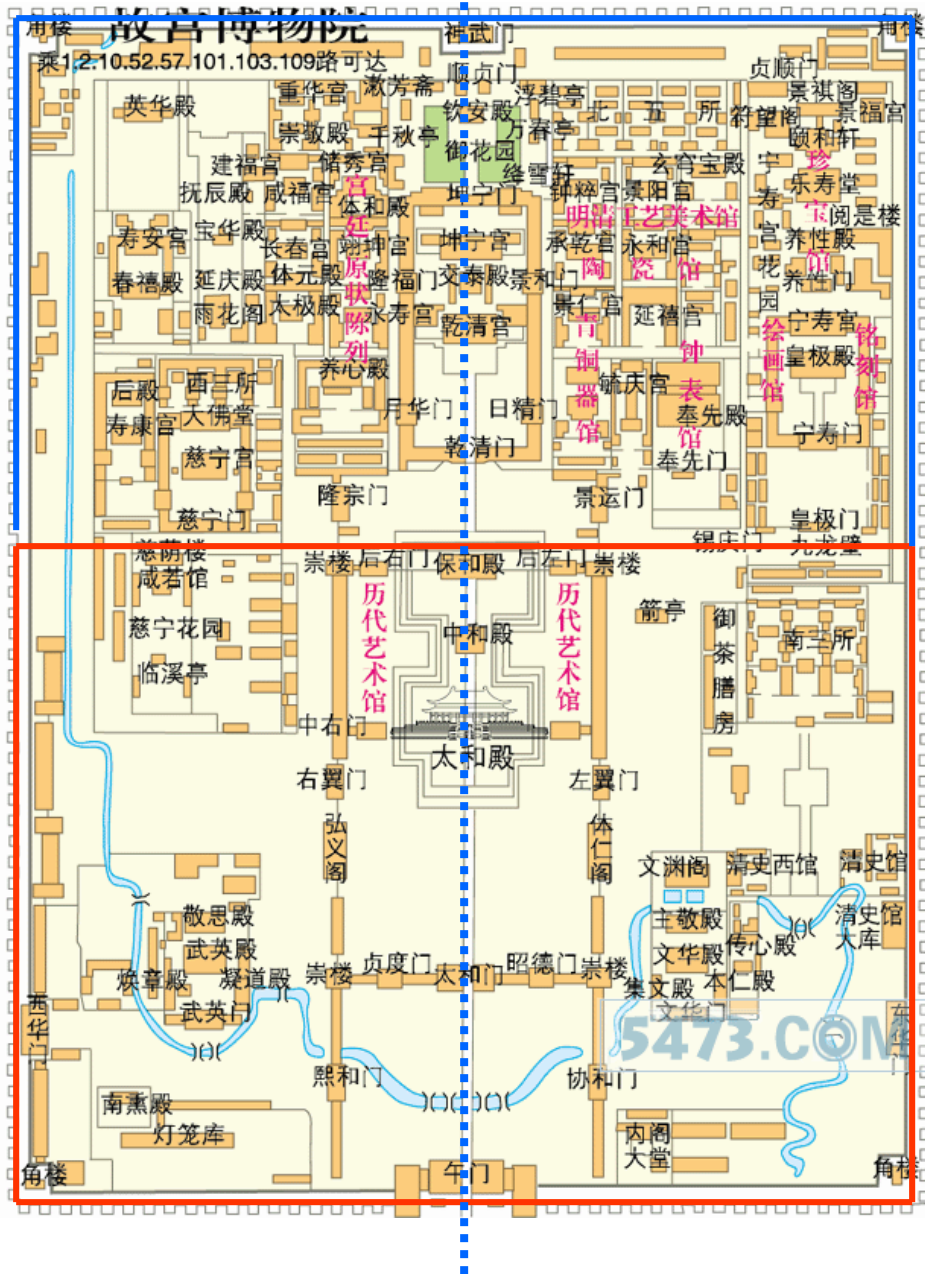 故宫博物院
角楼
神武门
角楼
乘1.2.10.52.57.101.103.109路可达
顺贞门
贞顺门
漱芳斋
重华宫
浮碧亭
景祺阁
英华殿
钦安殿
北五所
符望阁
景福宫
崇敬殿
千秋亭
万春亭
颐和轩
御花园
建福宫
储秀宫
绛雪轩
玄穹宝殿
珍宝馆
宁寿宫花园
抚辰殿
咸福宫
宫廷原状陈列
体和殿
坤宁门
钟粹宫
景阳宫
乐寿堂
明清工艺美术馆
阅是楼
寿安宫
宝华殿
长春宫
翊坤宫
坤宁宫
承乾宫
永和宫
养性殿
陶瓷馆
春禧殿
延庆殿
体元殿
隆福门
交泰殿
景和门
养性门
雨花阁
太极殿
永寿宫
乾清宫
景仁宫
延禧宫
宁寿宫
青铜器馆
钟表馆
绘画馆
铭刻馆
养心殿
皇极殿
后殿
西三所
毓庆宫
寿康宫
大佛堂
月华门
日精门
奉先殿
宁寿门
慈宁宫
乾清门
奉先门
隆宗门
景运门
慈宁门
皇极门
慈荫楼
锡庆门
九龙壁
崇楼
后右门
保和殿
后左门
崇楼
咸若馆
历代艺术馆
历代艺术馆
箭亭
御茶膳房
慈宁花园
中和殿
南三所
临溪亭
中右门
太和殿
右翼门
左翼门
弘义阁
体仁阁
文渊阁
清史西馆
清史馆
敬思殿
主敬殿
清史馆
大库
武英殿
文华殿
传心殿
焕章殿
凝道殿
崇楼
贞度门
太和门
昭德门
崇楼
集文殿
本仁殿
武英门
文华门
西华门
东华门
5473.COM
熙和门
协和门
南熏殿
灯笼库
内阁
大堂
角楼
午门
角楼